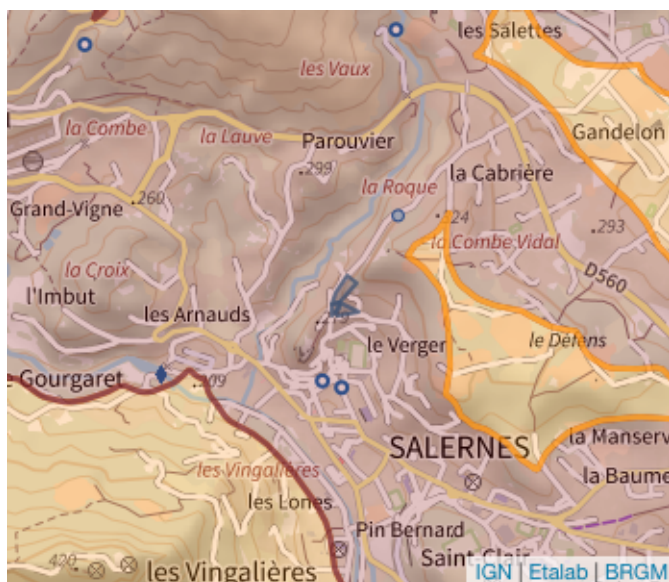 les Salettes
les Vaux
la Combe
la Lauve
Parouvier
Gandelon
299
la Cabrière
la Roque
260
Grand-Vigne
224
293
la Combe Vidal
la Croix
D560
l'Imbut
les Arnauds
le Défens
le Verger
Gourgaret
209
SALERNES
la Manserv
les Vingalières
la Baume
les Lones
Pin Bernard
420
les Vingalières
Saint-Clair
IGN | Etalab | BRGM